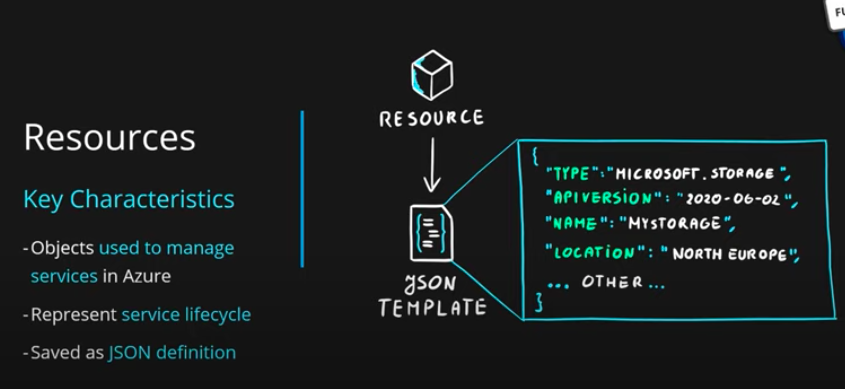 FU
Resources
Key Characteristics
-Objects used to manage
services in Azure
-Represent service lifecycle
-Saved as JSON definition
RESOURCE
JSON
TEMPLATE
{
"TYPE":"MICROSOFT.STORAGE",
"APIVERSION": "2020-06-02",
"NAME": "MYSTORAGE",
"LOCATION": "NORTH EUROPE",
... OTHER ...
}